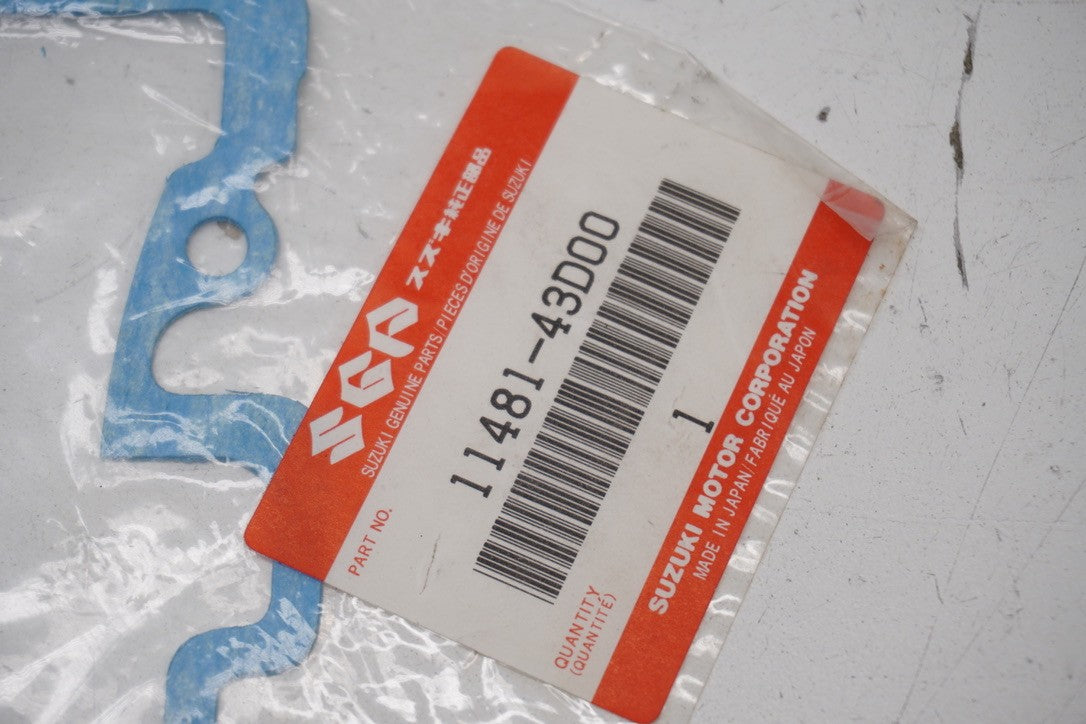 SGP スズキ純正部品
SUZUKI GENUINE PARTS/PIECES D'ORIGINE DE SUZUKI
PART NO.
11481-43D00
QUANTITY
(QUANTITÉ)
1
SUZUKI MOTOR CORPORATION
MADE IN JAPAN/FABRIQUÉ AU JAPON